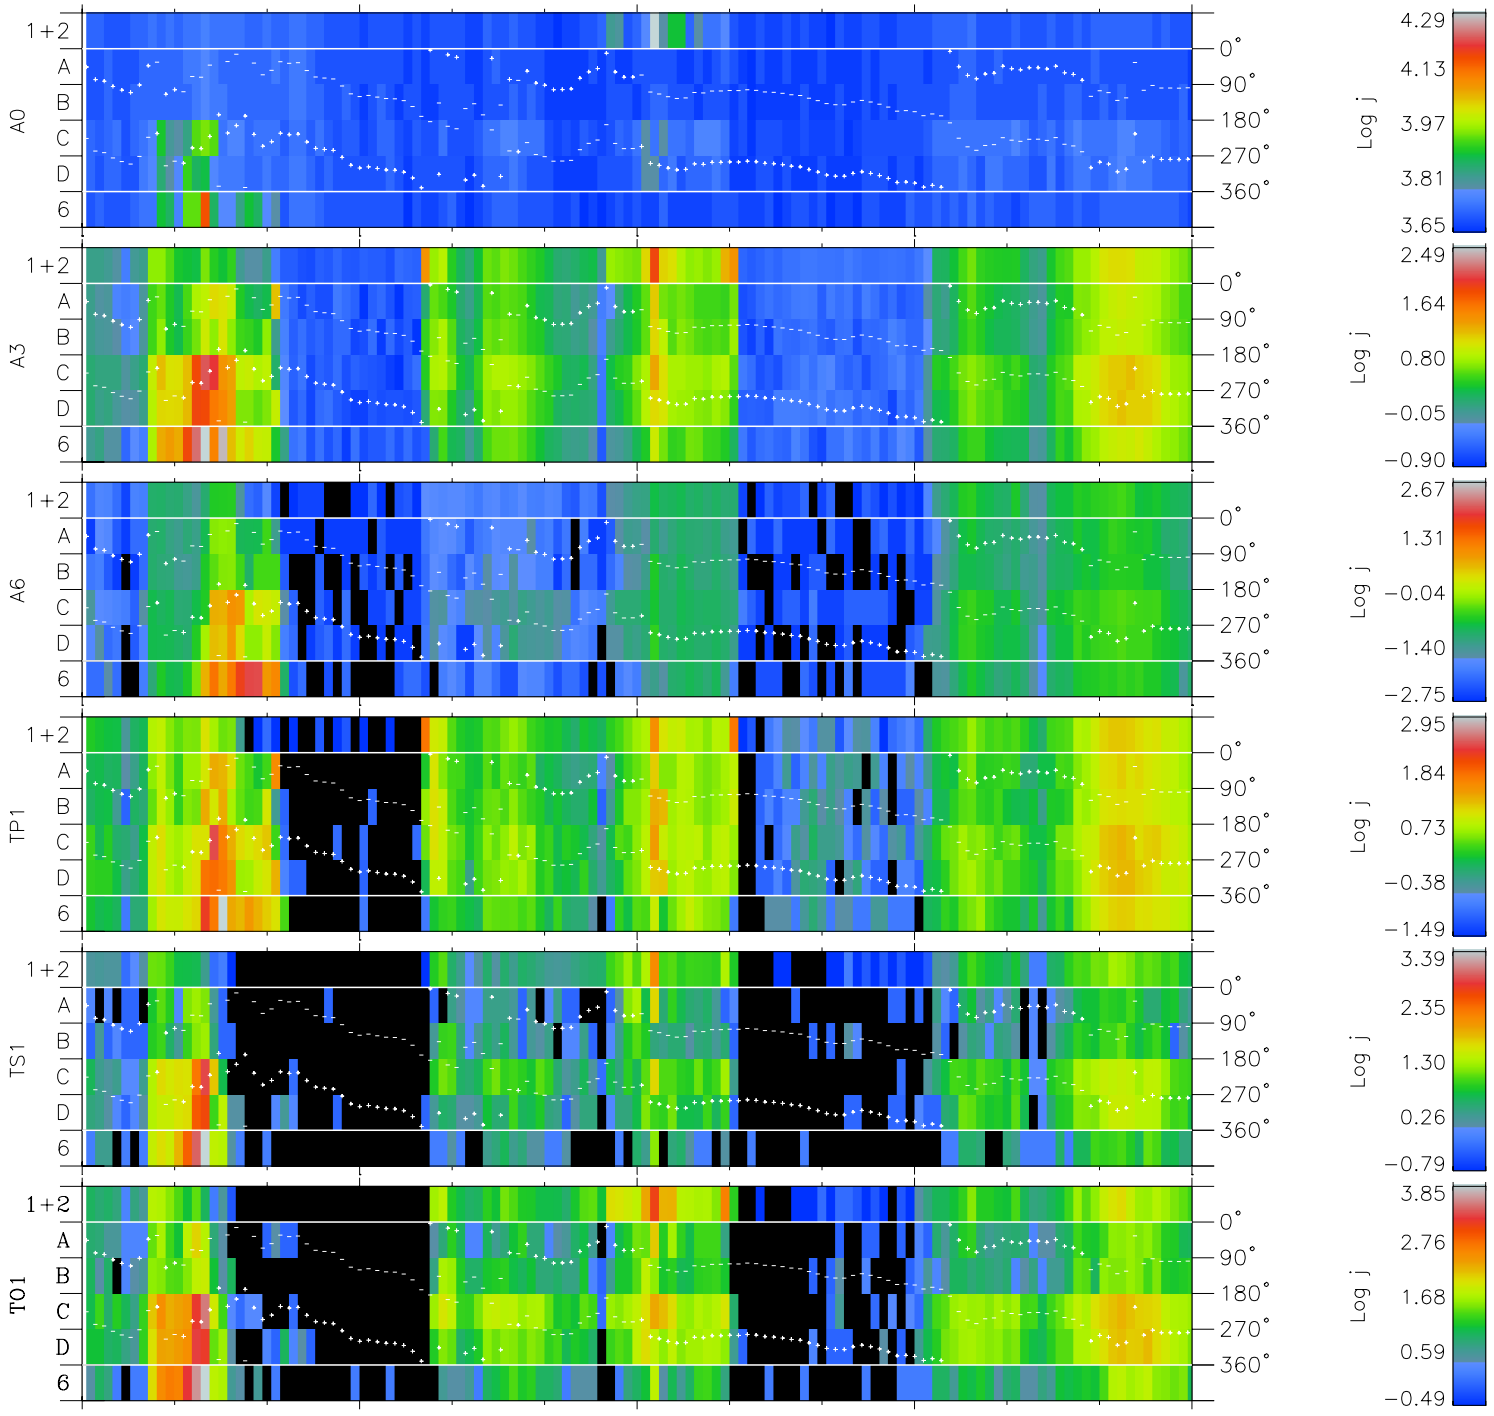 1+2
A
B
C
D
6
A0
0°
90°
180°
270°
360°
Log j
4.29
4.13
3.97
3.81
3.65
1+2
A
B
C
D
6
A3
0°
90°
180°
270°
360°
Log j
2.49
1.64
0.80
−0.05
−0.90
1+2
A
B
C
D
6
A6
0°
90°
180°
270°
360°
Log j
2.67
1.31
−0.04
−1.40
−2.75
1+2
A
B
C
D
6
TP1
0°
90°
180°
270°
360°
Log j
2.95
1.84
0.73
−0.38
−1.49
1+2
A
B
C
D
6
TS1
0°
90°
180°
270°
360°
Log j
3.39
2.35
1.30
0.26
−0.79
1+2
A
B
C
D
6
TO1
0°
90°
180°
270°
360°
Log j
3.85
2.76
1.68
0.59
−0.49